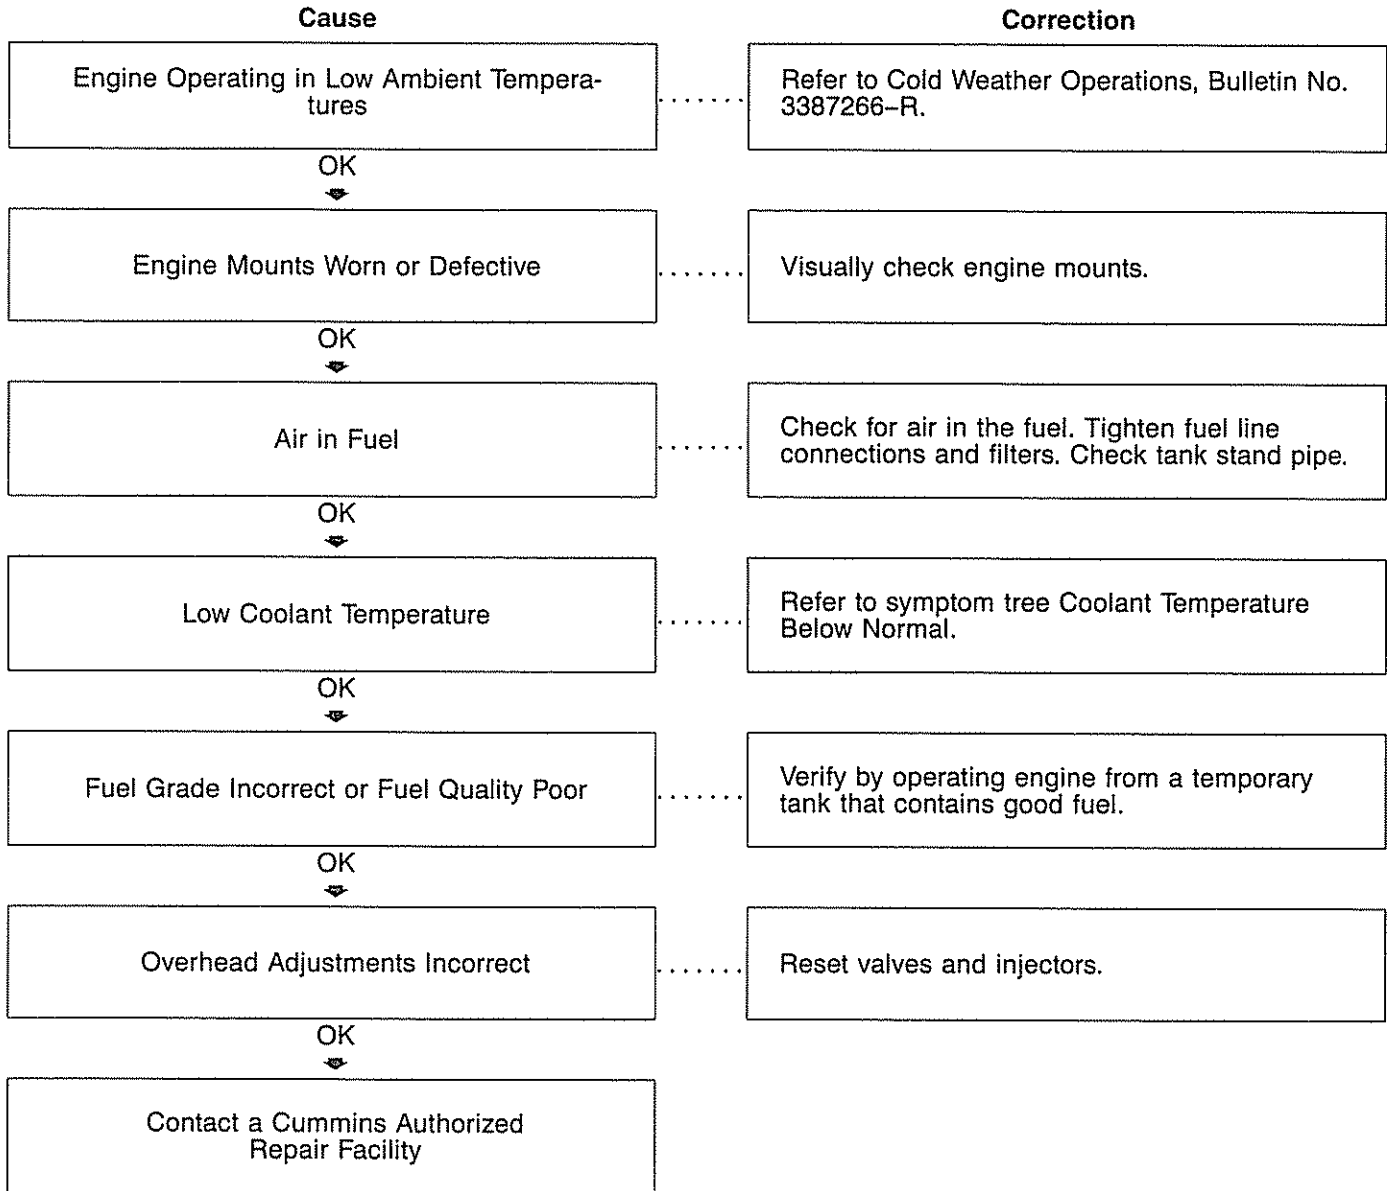 Cause
Correction
Engine Operating in Low Ambient Tempera-
tures
Refer to Cold Weather Operations, Bulletin No.
3387266–R.
OK
Engine Mounts Worn or Defective
Visually check engine mounts.
OK
Air in Fuel
Check for air in the fuel. Tighten fuel line
connections and filters. Check tank stand pipe.
OK
Low Coolant Temperature
Refer to symptom tree Coolant Temperature
Below Normal.
OK
Fuel Grade Incorrect or Fuel Quality Poor
Verify by operating engine from a temporary
tank that contains good fuel.
OK
Overhead Adjustments Incorrect
Reset valves and injectors.
OK
Contact a Cummins Authorized
Repair Facility